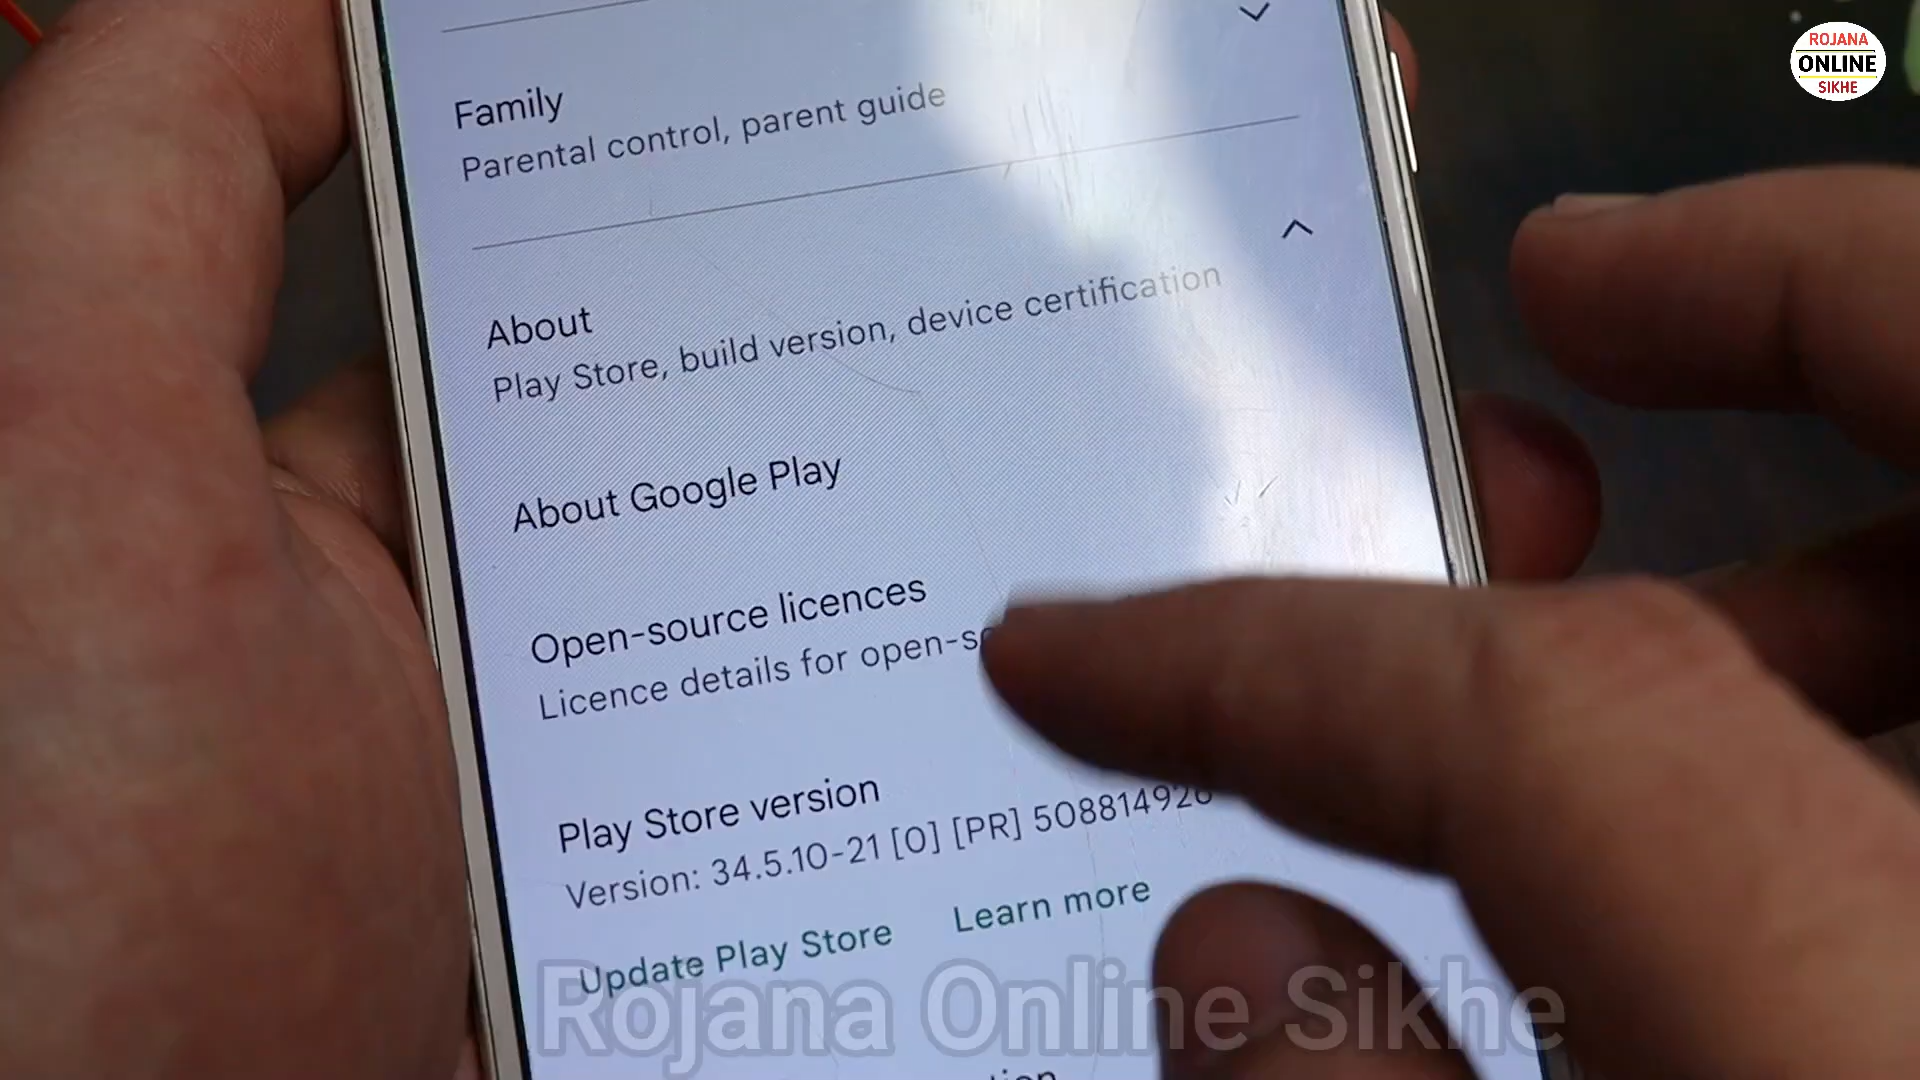 ROJANA
ONLINE
SIKHE
Family
Parental control, parent guide
About
Play Store, build version, device certification
About Google Play
Open-source licences
Licence details for
Play Store version
Version: 34.5.10-21 [0] [PR]
Update Play Store Learn more
Rojana Online Sikhe